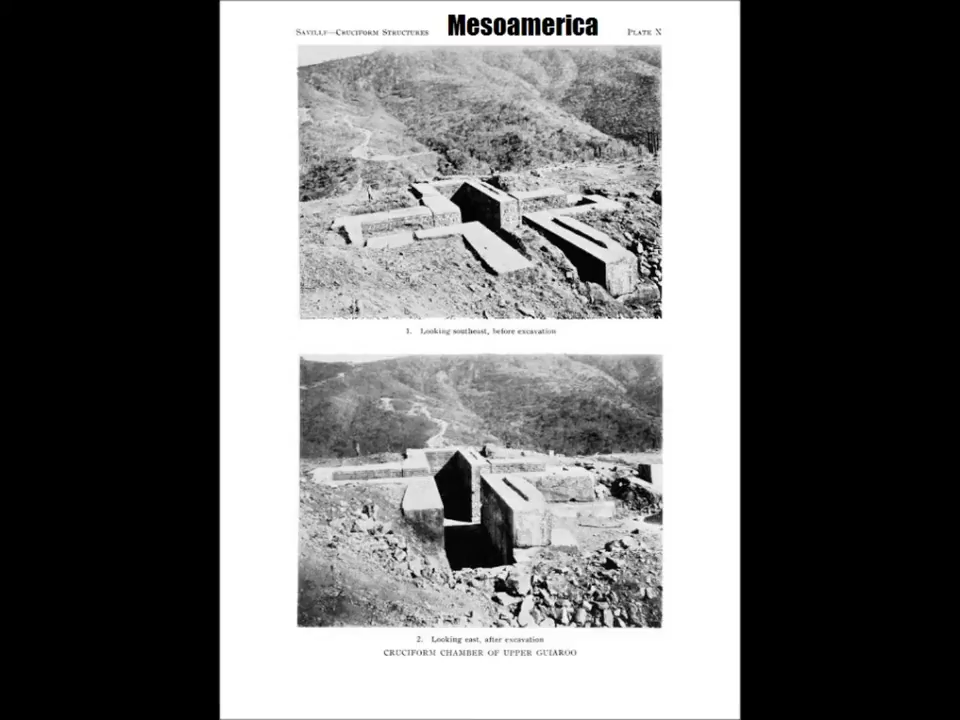 Mesoamerica
SAVILLE—CRUCIFORM STRUCTURES PLATE X
1. Looking southeast, before excavation
2. Looking east, after excavation
CRUCIFORM CHAMBER OF UPPER GUIAROO